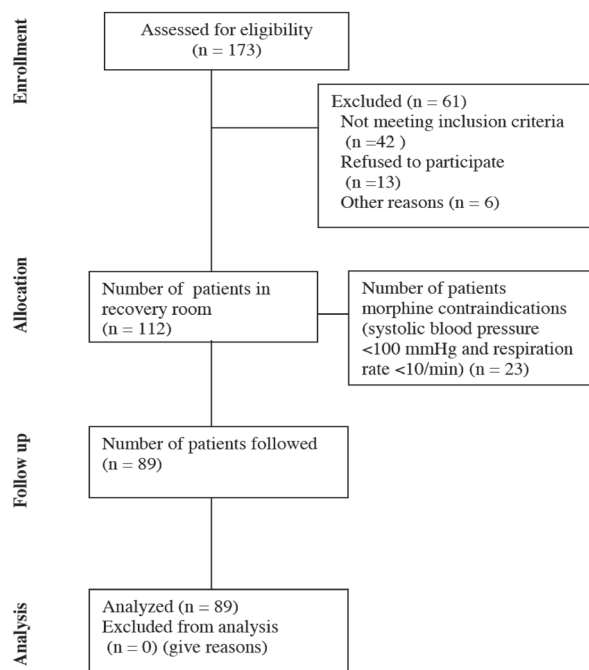 Enrollment
Assessed for eligibility
(n = 173)
Excluded (n = 61)
Not meeting inclusion criteria
(n =42 )
Refused to participate
(n =13)
Other reasons (n = 6)
Allocation
Number of patients in
recovery room
(n = 112)
Number of patients
morphine contraindications
(systolic blood pressure
<100 mmHg and respiration
rate <10/min) (n = 23)
Follow up
Number of patients followed
(n = 89)
Analysis
Analyzed (n = 89)
Excluded from analysis
(n = 0) (give reasons)